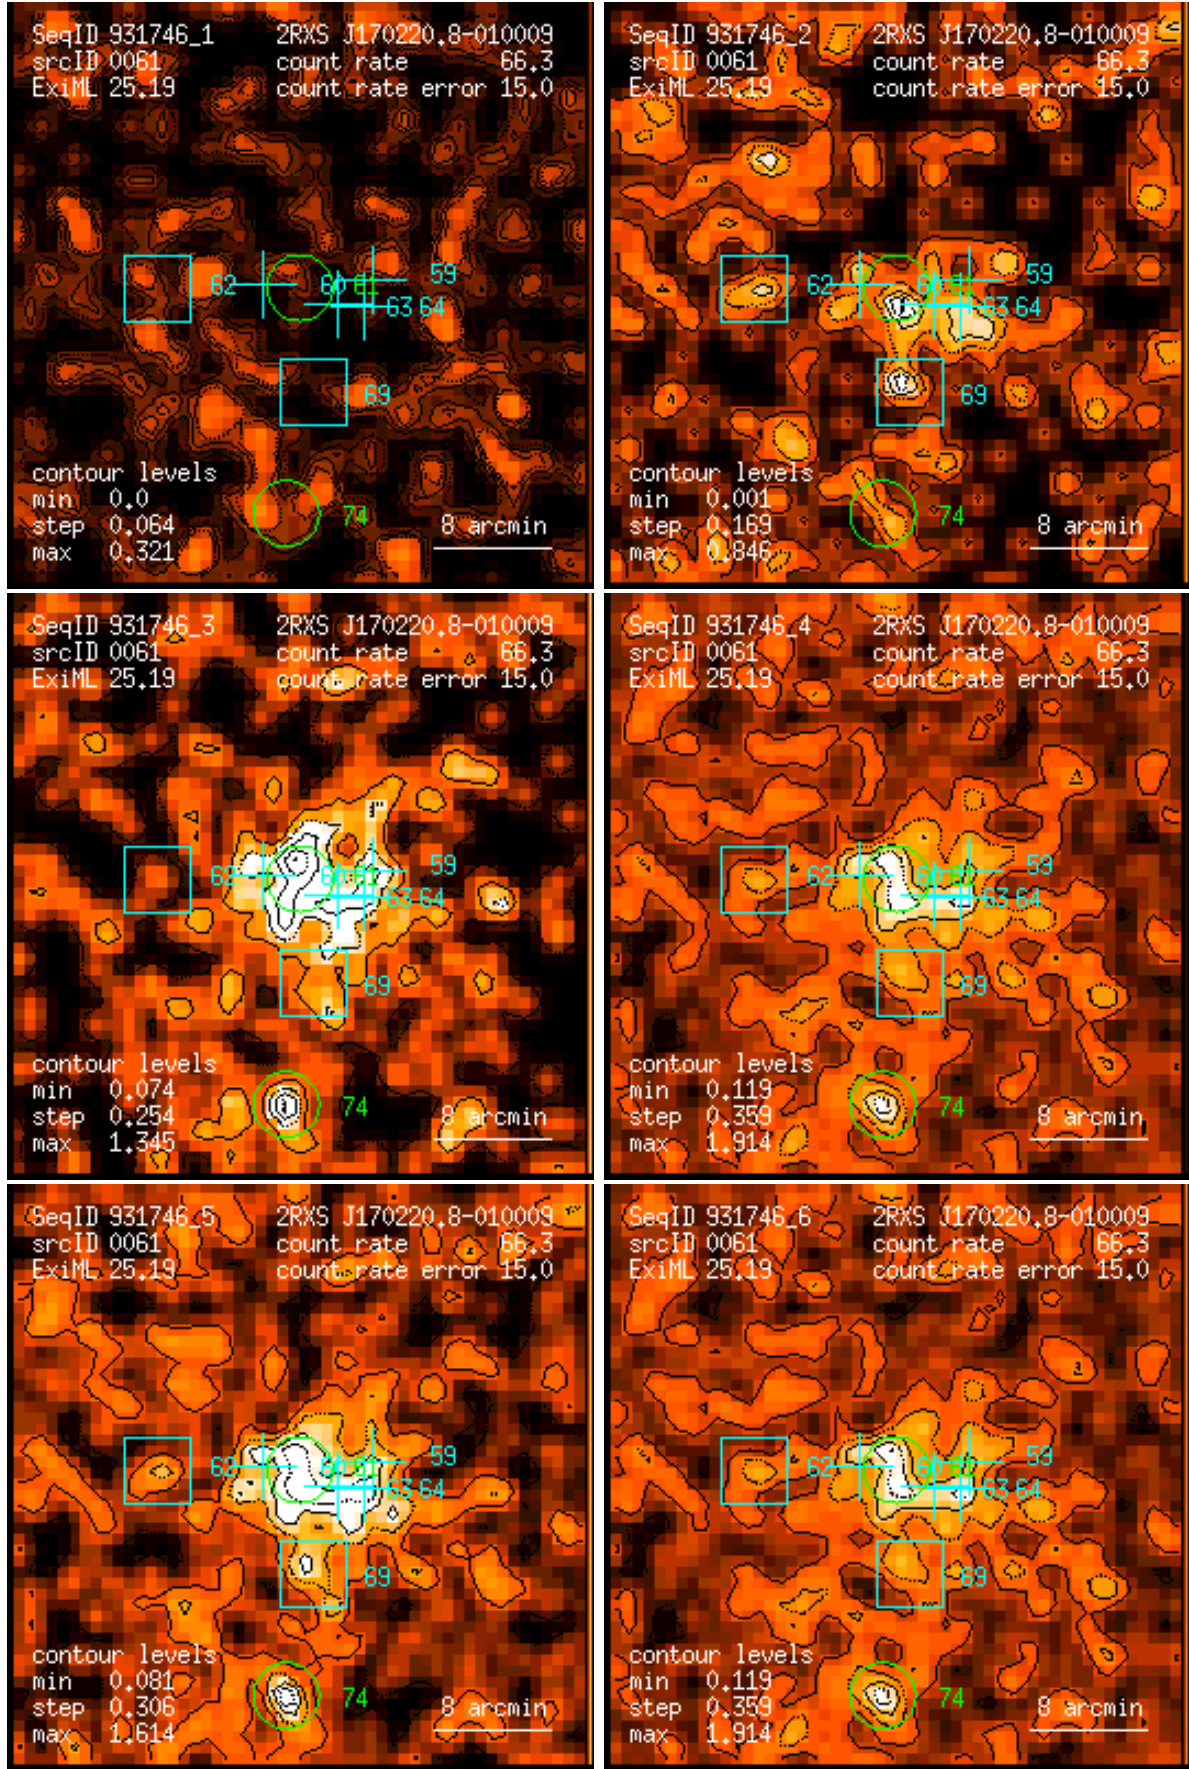 SeqID 931746_1 2RXS J170220.8-010009
srcID 0061 count rate 66.3
ExiML 25.19 count rate error 15.0
62 60 61 59
63 64
69
contour levels
min 0.0
step 0.064
max 0.321
74
8 arcmin
SeqID 931746_2 2RXS J170220.8-010009
srcID 0061 count rate 66.3
ExiML 25.19 count rate error 15.0
62 59
63 64
69
contour levels
min 0.001
step 0.169
max 0.846
74
8 arcmin
SeqID 931746_3 2RXS J170220.8-010009
srcID 0061 count rate 66.3
ExiML 25.19 count rate error 15.0
62 60 61 59
63 64
69
contour levels
min 0.074
step 0.254
max 1.345
74
8 arcmin
SeqID 931746_4 2RXS J170220.8-010009
srcID 0061 count rate 66.3
ExiML 25.19 count rate error 15.0
62 60 61 59
63 64
69
contour levels
min 0.119
step 0.359
max 1.914
74
8 arcmin
SeqID 931746_5 2RXS J170220.8-010009
srcID 0061 count rate 66.3
ExiML 25.19 count rate error 15.0
62 60 61 59
63 64
69
contour levels
min 0.081
step 0.306
max 1.614
74
8 arcmin
SeqID 931746_6 2RXS J170220.8-010009
srcID 0061 count rate 66.3
ExiML 25.19 count rate error 15.0
62 60 61 59
63 64
69
contour levels
min 0.119
step 0.359
max 1.914
74
8 arcmin